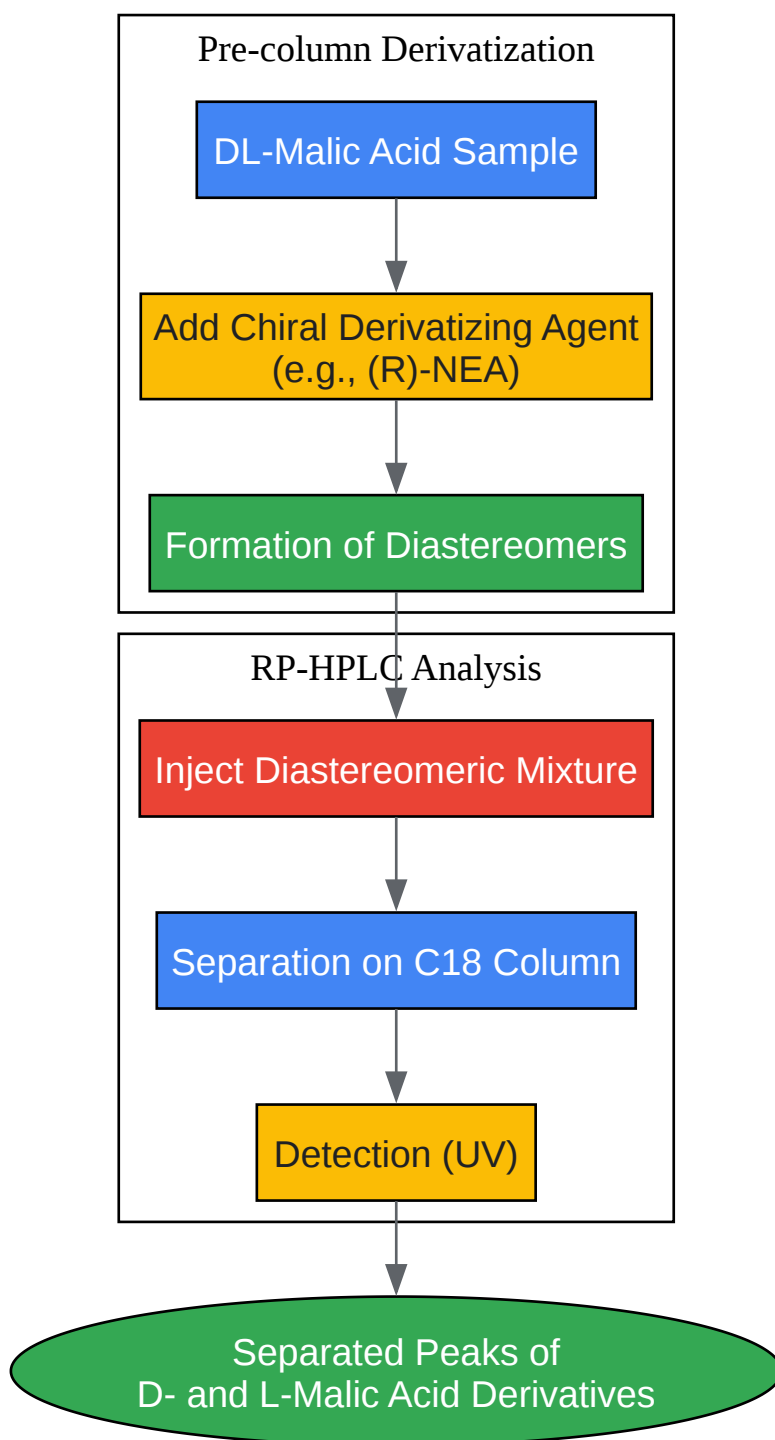 Pre-column Derivatization
DL-Malic Acid Sample
Add Chiral Derivatizing Agent
(e.g., (R)-NEA)
Formation of Diastereomers
RP-HPLC Analysis
Inject Diastereomeric Mixture
Separation on C18 Column
Detection (UV)
Separated Peaks of
D- and L-Malic Acid Derivatives